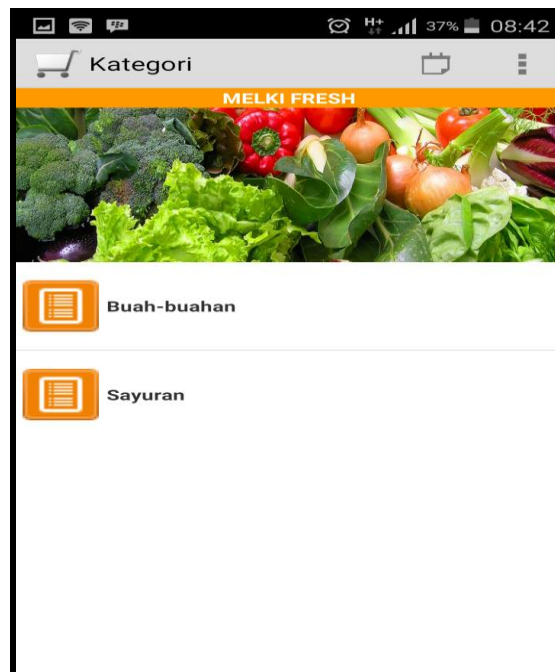 H+ 37% 08:42
Kategori
MELKI FRESH
Buah-buahan
Sayuran